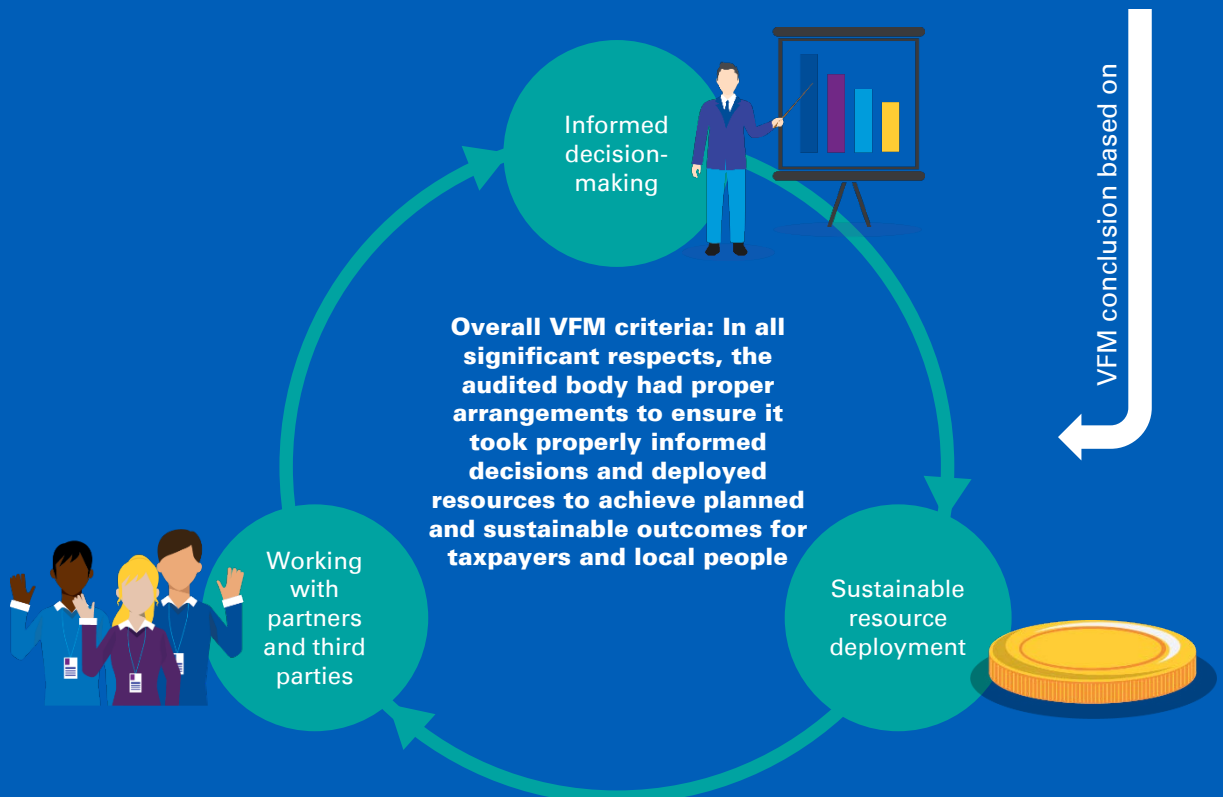 VFM conclusion based on
Informed
decision-
making
Overall VFM criteria: In all
significant respects, the
audited body had proper
arrangements to ensure it
took properly informed
decisions and deployed
resources to achieve planned
and sustainable outcomes for
taxpayers and local people
Working
with
partners
and third
parties
Sustainable
resource
deployment